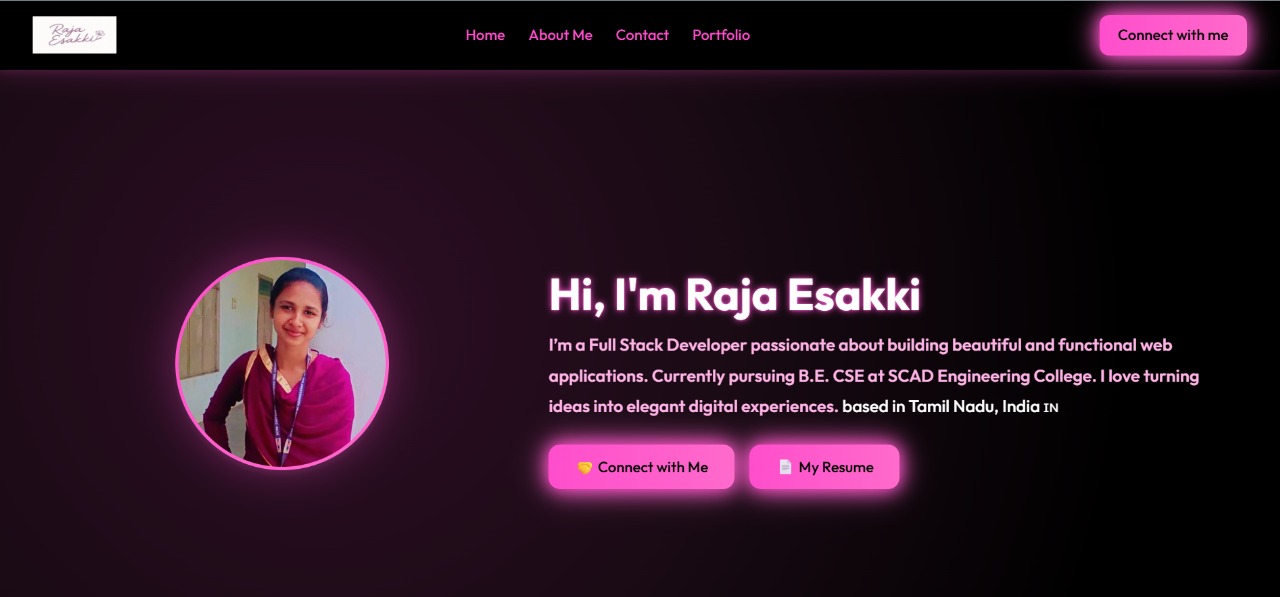 Raja
Esakki
Home About Me Contact Portfolio
Connect with me
Hi, I'm Raja Esakki
I’m a Full Stack Developer passionate about building beautiful and functional web
applications. Currently pursuing B.E. CSE at SCAD Engineering College. I love turning
ideas into elegant digital experiences. based in Tamil Nadu, India IN
🤝 Connect with Me 📄 My Resume